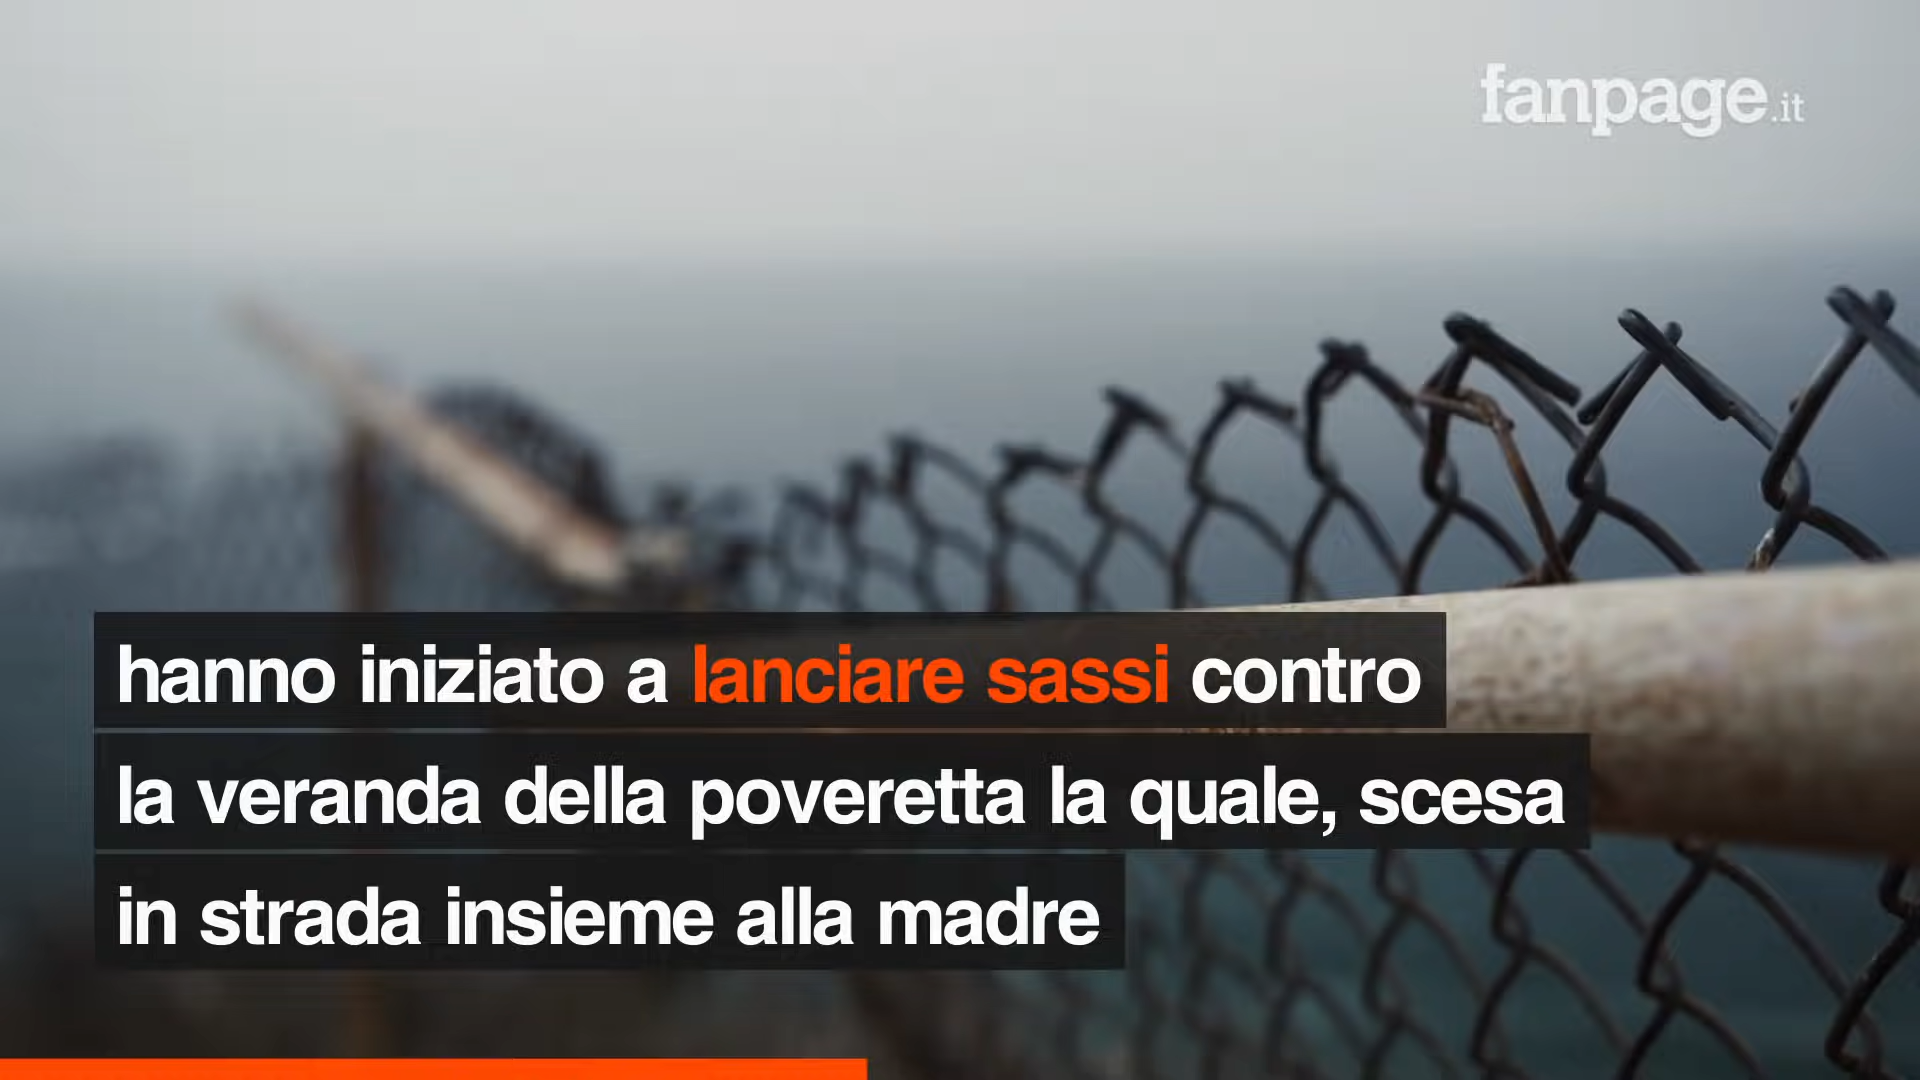 fanpage.it
hanno iniziato a lanciare sassi contro
la veranda della poveretta la quale, scesa
in strada insieme alla madre